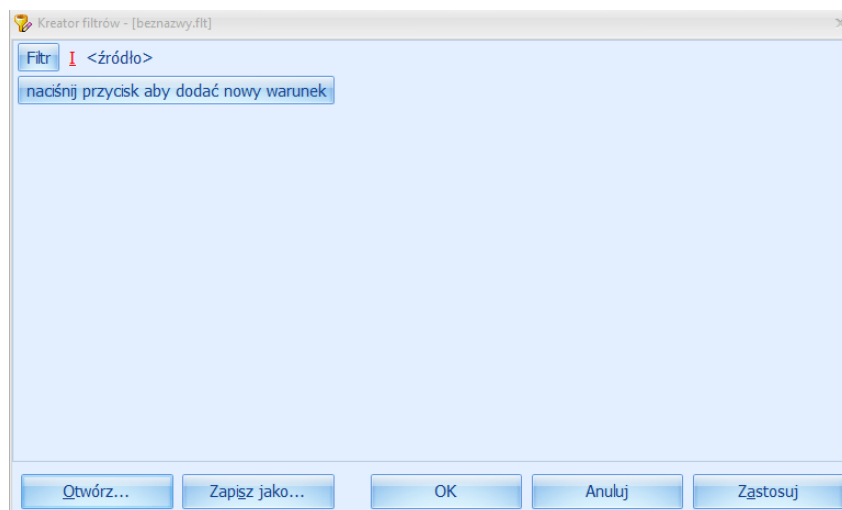 Kreator filtrów - [beznazwy.flt]
Filtr I <źródło>
naciśnij przycisk aby dodać nowy warunek
Otwórz... Zapisz jako... OK Anuluj Zastosuj